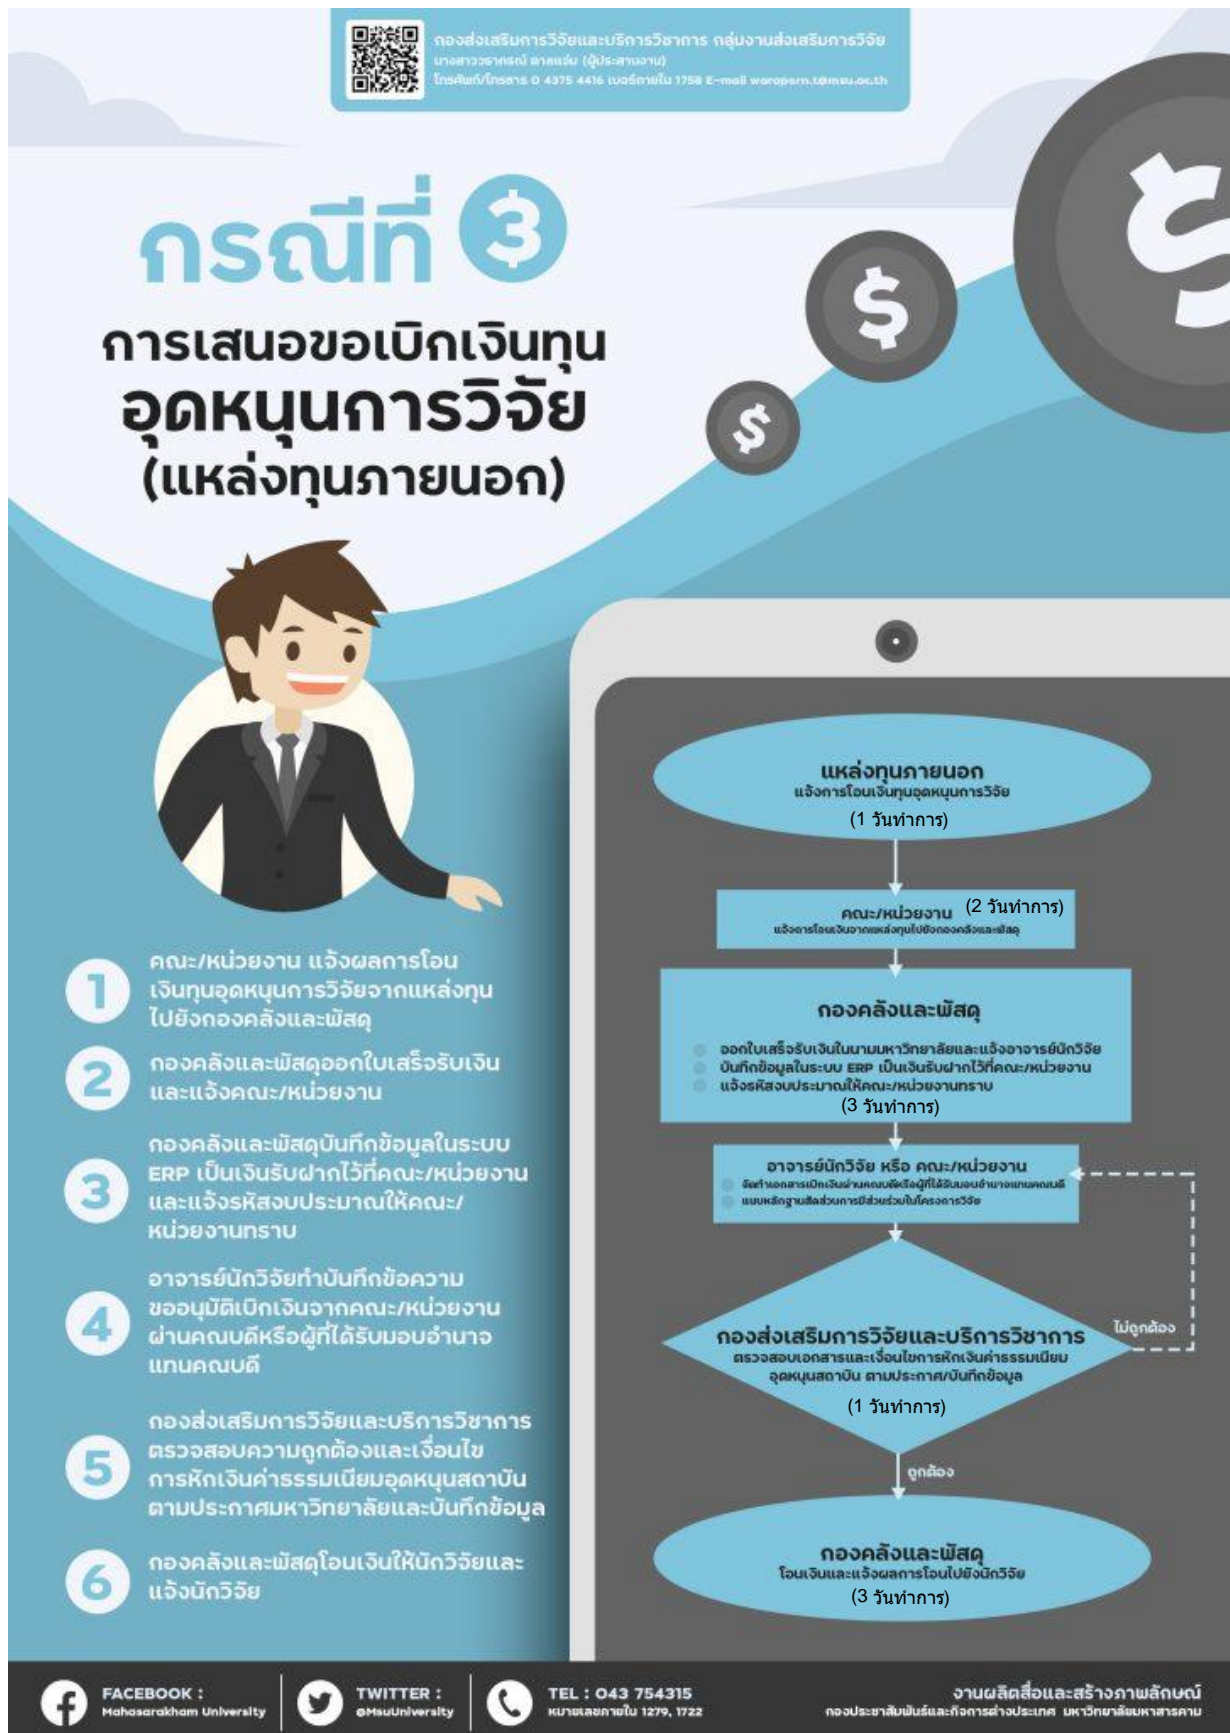 กองส่งเสริมการวิจัยและบริการวิชาการ กลุ่มงานส่งเสริมการวิจัย
นางสาววราภรณ์ ตาลแจ่ม (ผู้ประสานงาน)
โทรศัพท์/โทรสาร 0 4375 4416 เบอร์ภายใน 1758 E-mail waraporn.t@msu.ac.th
กรณีที่ 3
การเสนอขอเบิกเงินทุน
อุดหนุนการวิจัย
(แหล่งทุนภายนอก)
1
คณะ/หน่วยงาน แจ้งผลการโอน
เงินทุนอุดหนุนการวิจัยจากแหล่งทุน
ไปยังกองคลังและพัสดุ
2
กองคลังและพัสดุออกใบเสร็จรับเงิน
และแจ้งคณะ/หน่วยงาน
3
กองคลังและพัสดุบันทึกข้อมูลในระบบ
ERP เป็นเงินรับฝากไว้ที่คณะ/หน่วยงาน
และแจ้งรหัสงบประมาณให้คณะ/
หน่วยงานทราบ
4
อาจารย์นักวิจัยทำบันทึกข้อความ
ขออนุมัติเบิกเงินจากคณะ/หน่วยงาน
ผ่านคณบดีหรือผู้ที่ได้รับมอบอำนาจ
แทนคณบดี
5
กองส่งเสริมการวิจัยและบริการวิชาการ
ตรวจสอบความถูกต้องและเงื่อนไข
การหักเงินค่าธรรมเนียมอุดหนุนสถาบัน
ตามประกาศมหาวิทยาลัยและบันทึกข้อมูล
6
กองคลังและพัสดุโอนเงินให้นักวิจัยและ
แจ้งนักวิจัย
แหล่งทุนภายนอก
แจ้งการโอนเงินทุนอุดหนุนการวิจัย
(1 วันทำการ)
คณะ/หน่วยงาน (2 วันทำการ)
แจ้งการโอนเงินจากแหล่งทุนไปยังกองคลังและพัสดุ
กองคลังและพัสดุ
ออกใบเสร็จรับเงินในนามมหาวิทยาลัยและแจ้งอาจารย์นักวิจัย
บันทึกข้อมูลในระบบ ERP เป็นเงินรับฝากไว้ที่คณะ/หน่วยงาน
แจ้งรหัสงบประมาณให้คณะ/หน่วยงานทราบ
(3 วันทำการ)
อาจารย์นักวิจัย หรือ คณะ/หน่วยงาน
จัดทำเอกสารเบิกเงินผ่านคณบดีหรือผู้ที่ได้รับมอบอำนาจแทนคณบดี
แนบหลักฐานสัดส่วนการมีส่วนร่วมในโครงการวิจัย
กองส่งเสริมการวิจัยและบริการวิชาการ
ตรวจสอบเอกสารและเงื่อนไขการหักเงินค่าธรรมเนียม
อุดหนุนสถาบัน ตามประกาศ/บันทึกข้อมูล
(1 วันทำการ)
ไม่ถูกต้อง
ถูกต้อง
กองคลังและพัสดุ
โอนเงินและแจ้งผลการโอนไปยังนักวิจัย
(3 วันทำการ)
FACEBOOK :
Mahasarakham University
TWITTER :
@MsuUniversity
TEL : 043 754315
หมายเลขภายใน 1279, 1722
งานผลิตสื่อและสร้างภาพลักษณ์
กองประชาสัมพันธ์และกิจการต่างประเทศ มหาวิทยาลัยมหาสารคาม